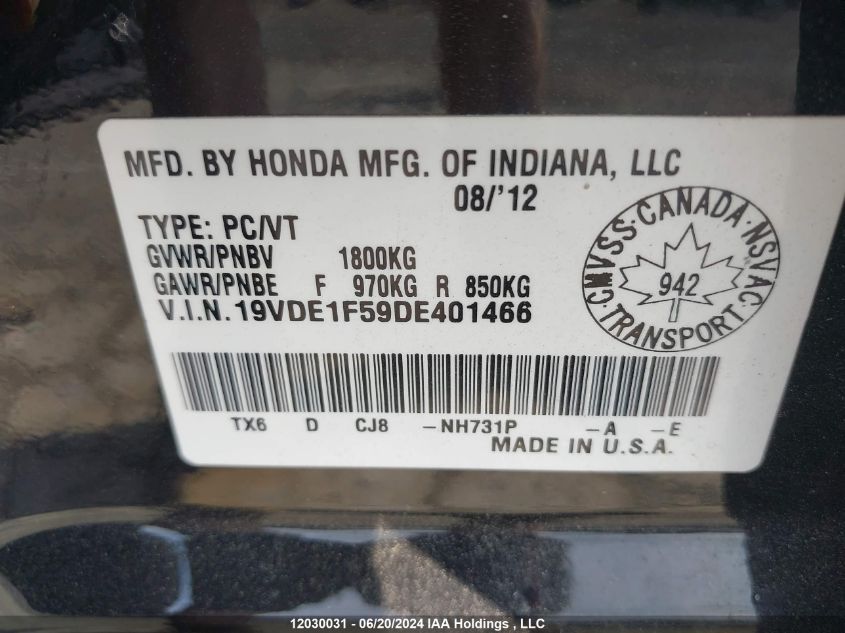 MFD. BY HONDA MFG. OF INDIANA, LLC
08/'12
TYPE: PC/VT
GVWR/PNBV 1800KG
GAWR/PNBE F 970KG R 850KG
V.I.N. 19VDE1F59DE401466
CMVSS·CANADA·NSVAC
942
TRANSPORT
TX6 D CJ8 -NH731P -A -E
MADE IN U.S.A.
12030031 - 06/20/2024 IAA Holdings , LLC